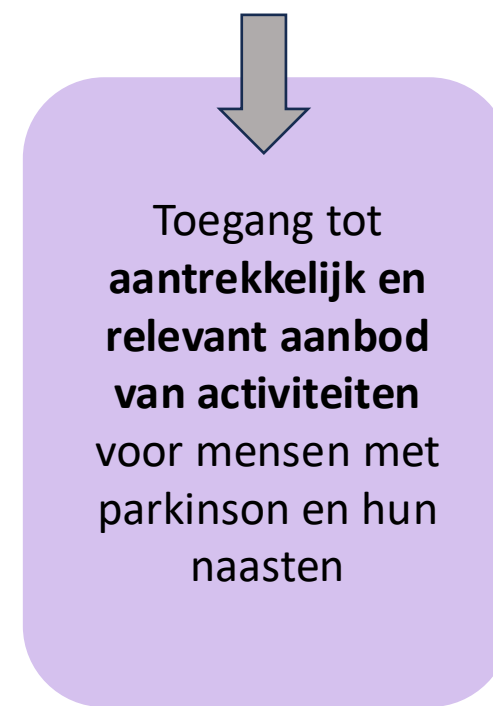 Toegang tot
aantrekkelijk en
relevant aanbod
van activiteiten
voor mensen met
parkinson en hun
naasten